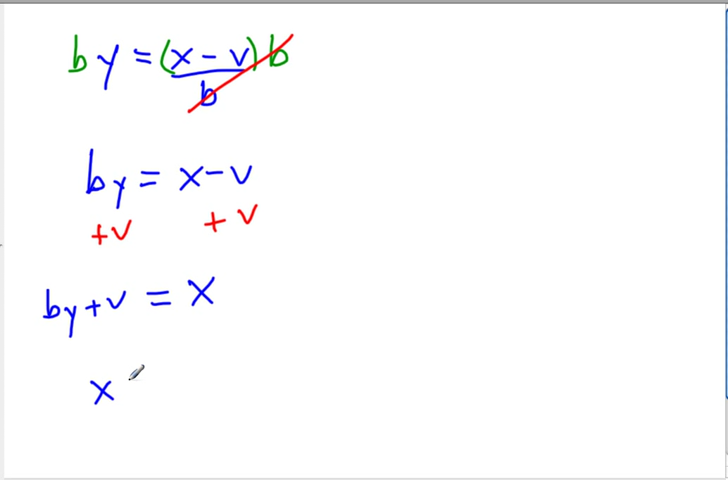 by = (x - v)b
b
by = x - v
+v + v
by + v = x
x